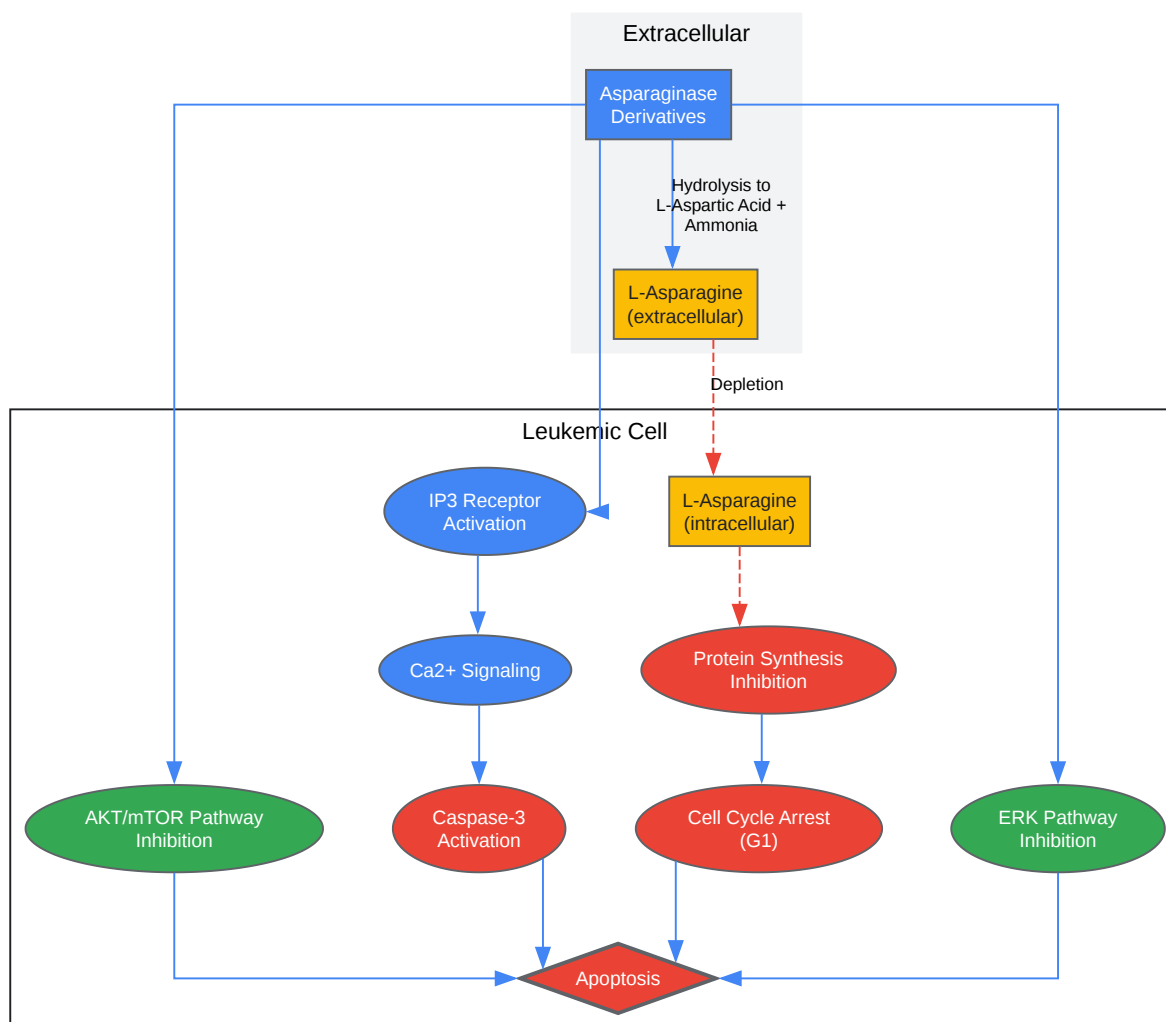 Extracellular
Asparaginase
Derivatives
Hydrolysis to
L-Aspartic Acid +
Ammonia
L-Asparagine
(extracellular)
Depletion
Leukemic Cell
IP3 Receptor
Activation
L-Asparagine
(intracellular)
Ca2+ Signaling
Protein Synthesis
Inhibition
AKT/mTOR Pathway
Inhibition
Caspase-3
Activation
Cell Cycle Arrest
(G1)
ERK Pathway
Inhibition
Apoptosis